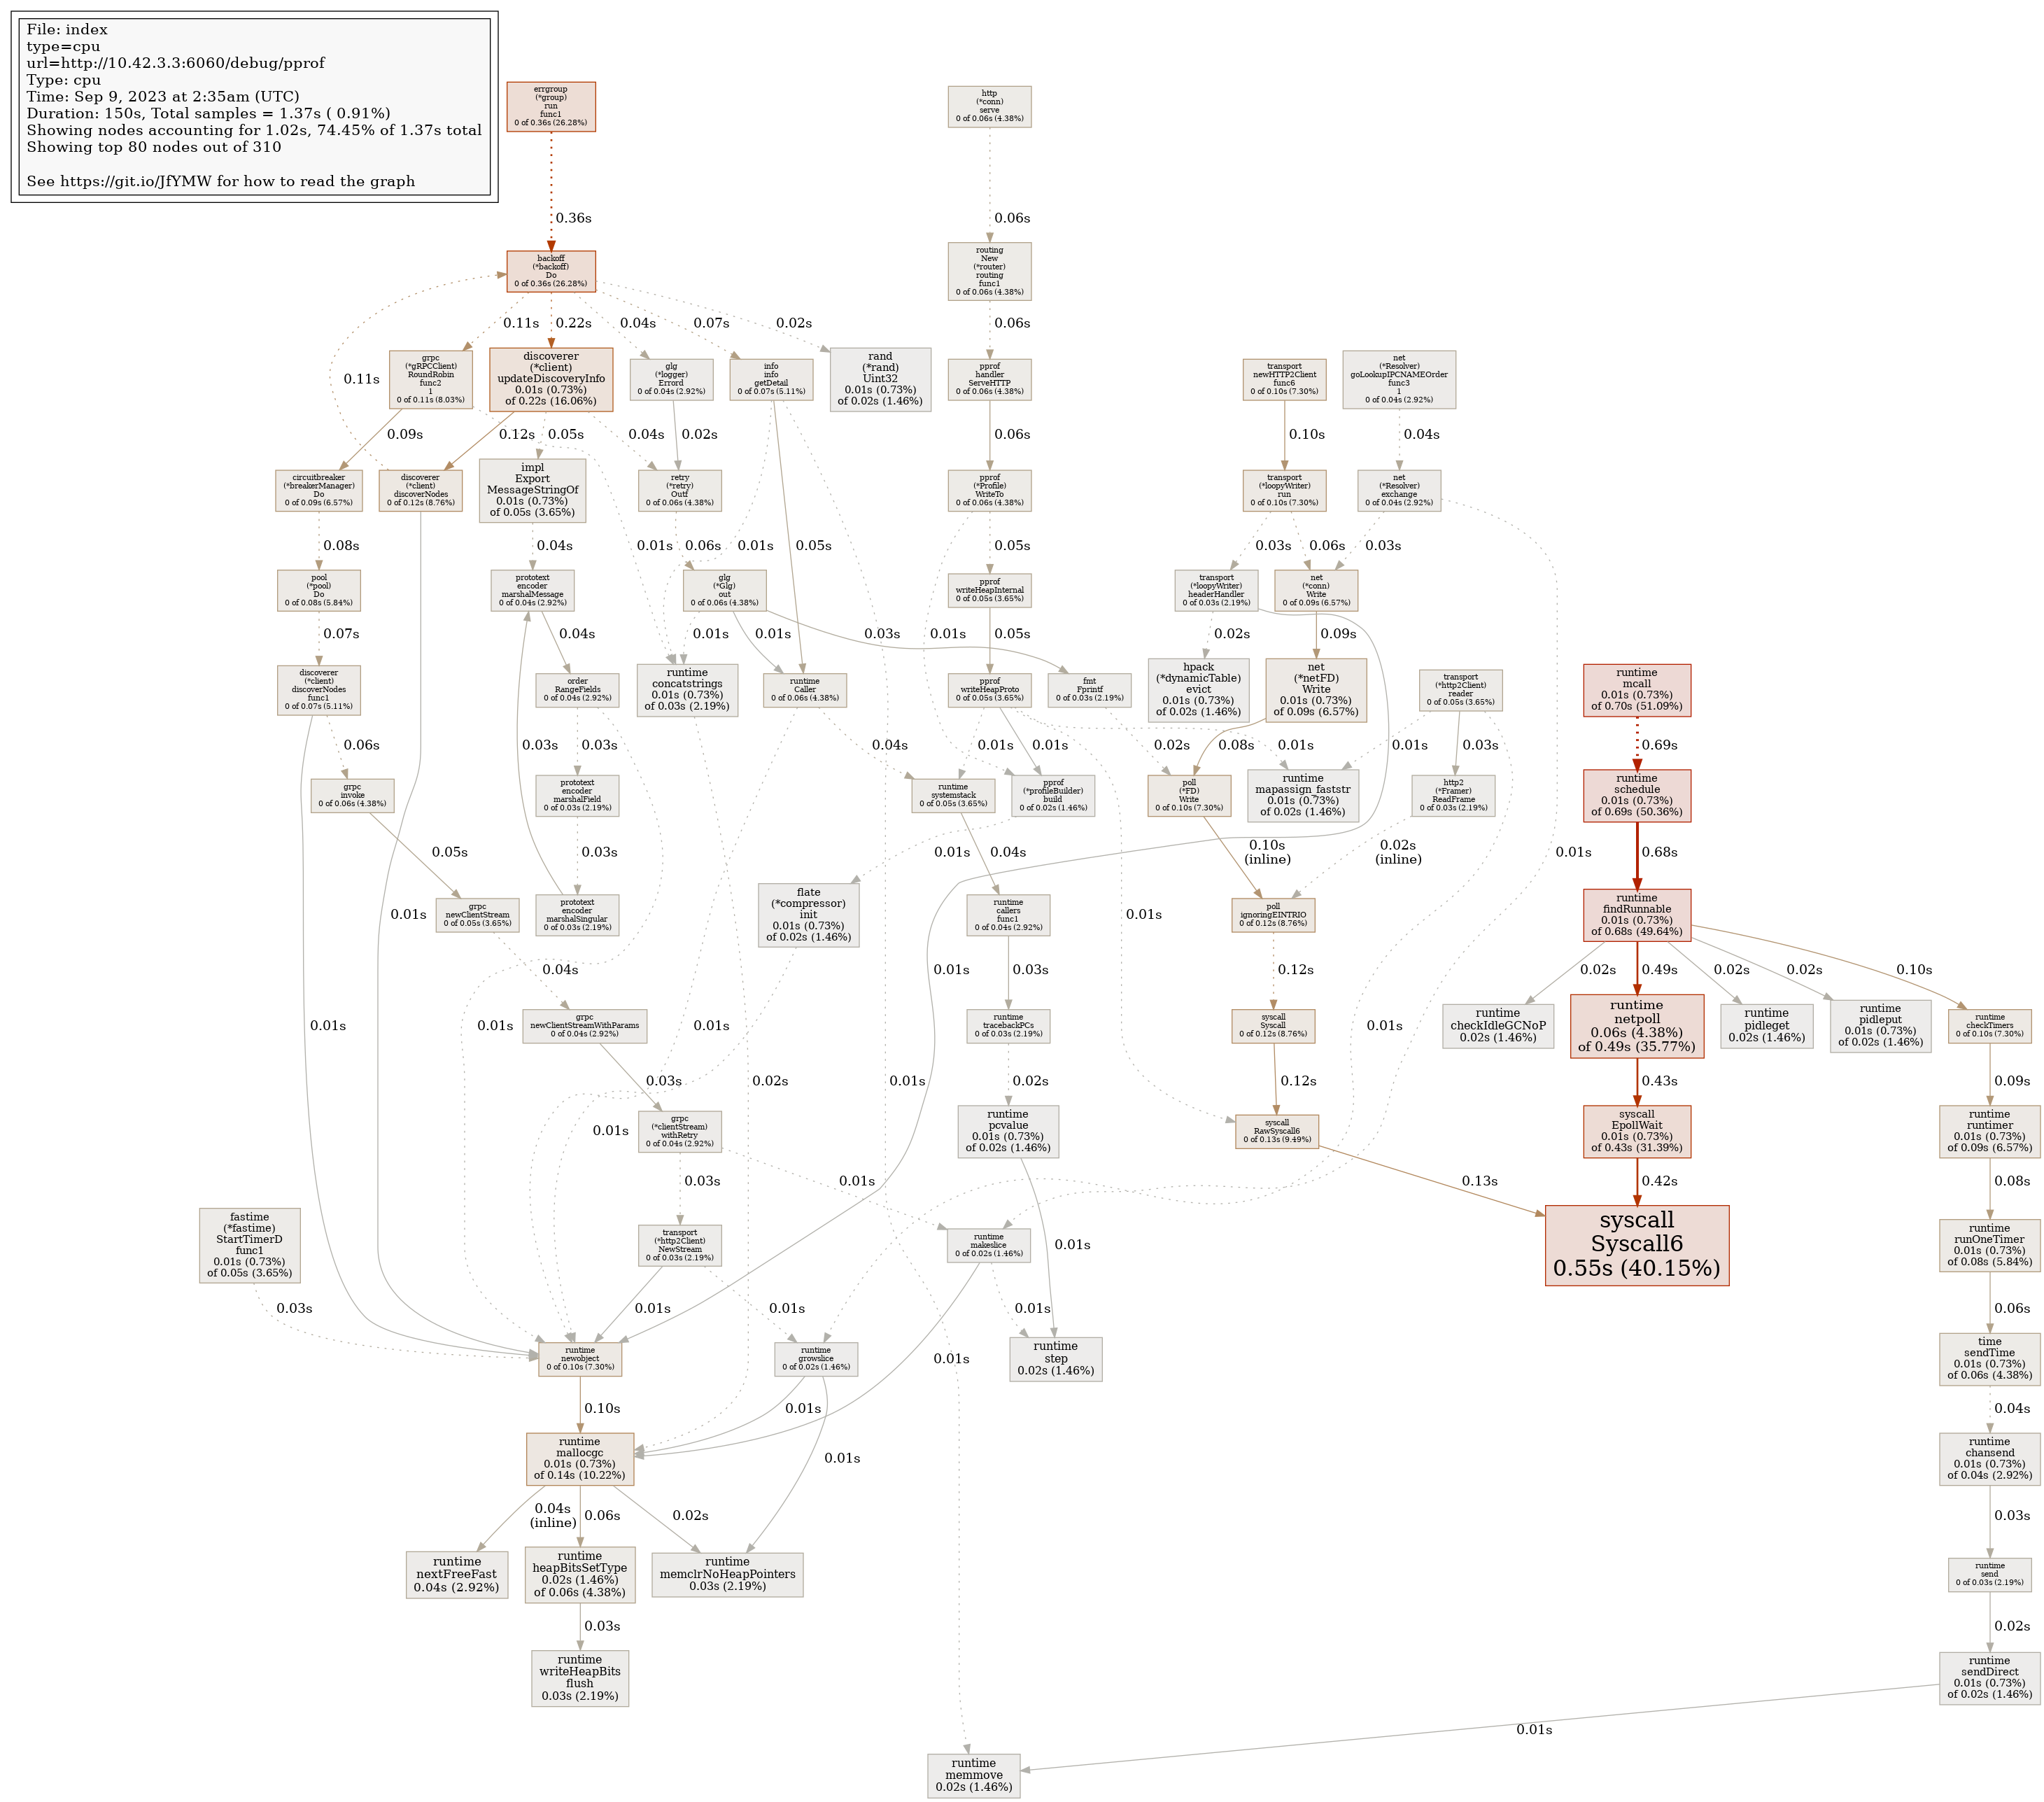 File: index
type=cpu
url=http://10.42.3.3:6060/debug/pprof
Type: cpu
Time: Sep 9, 2023 at 2:35am (UTC)
Duration: 150s, Total samples = 1.37s ( 0.91%)
Showing nodes accounting for 1.02s, 74.45% of 1.37s total
Showing top 80 nodes out of 310
See https://git.io/JfYMW for how to read the graph
errgroup
(*group)
run
func1
0 of 0.36s (26.28%)
http
(*conn)
serve
0 of 0.06s (4.38%)
0.36s
0.06s
backoff
(*backoff)
Do
0 of 0.36s (26.28%)
routing
New
(*router)
routing
func1
0 of 0.06s (4.38%)
0.11s
0.22s
0.04s
0.07s
0.02s
0.06s
0.11s
grpc
(*gRPCClient)
RoundRobin
func2
1
0 of 0.11s (8.03%)
discoverer
(*client)
updateDiscoveryInfo
0.01s (0.73%)
of 0.22s (16.06%)
glg
(*logger)
Errord
0 of 0.04s (2.92%)
info
info
getDetail
0 of 0.07s (5.11%)
rand
(*rand)
Uint32
0.01s (0.73%)
of 0.02s (1.46%)
pprof
handler
ServeHTTP
0 of 0.06s (4.38%)
transport
newHTTP2Client
func6
0 of 0.10s (7.30%)
net
(*Resolver)
goLookupIPCNAMEOrder
func3
1
0 of 0.04s (2.92%)
0.09s
0.12s
0.05s
0.04s
0.02s
0.06s
0.10s
0.04s
circuitbreaker
(*breakerManager)
Do
0 of 0.09s (6.57%)
discoverer
(*client)
discoverNodes
0 of 0.12s (8.76%)
impl
Export
MessageStringOf
0.01s (0.73%)
of 0.05s (3.65%)
retry
(*retry)
Outf
0 of 0.06s (4.38%)
pprof
(*Profile)
WriteTo
0 of 0.06s (4.38%)
transport
(*loopyWriter)
run
0 of 0.10s (7.30%)
net
(*Resolver)
exchange
0 of 0.04s (2.92%)
0.08s
0.04s
0.01s
0.06s
0.01s
0.05s
0.05s
0.03s
0.06s
0.03s
pool
(*pool)
Do
0 of 0.08s (5.84%)
prototext
encoder
marshalMessage
0 of 0.04s (2.92%)
glg
(*Glg)
out
0 of 0.06s (4.38%)
pprof
writeHeapInternal
0 of 0.05s (3.65%)
transport
(*loopyWriter)
headerHandler
0 of 0.03s (2.19%)
net
(*conn)
Write
0 of 0.09s (6.57%)
0.07s
0.04s
0.01s
0.01s
0.03s
0.01s
0.05s
0.02s
0.09s
discoverer
(*client)
discoverNodes
func1
0 of 0.07s (5.11%)
order
RangeFields
0 of 0.04s (2.92%)
runtime
concatstrings
0.01s (0.73%)
of 0.03s (2.19%)
runtime
Caller
0 of 0.06s (4.38%)
pprof
writeHeapProto
0 of 0.05s (3.65%)
fmt
Fprintf
0 of 0.03s (2.19%)
hpack
(*dynamicTable)
evict
0.01s (0.73%)
of 0.02s (1.46%)
net
(*netFD)
Write
0.01s (0.73%)
of 0.09s (6.57%)
transport
(*http2Client)
reader
0 of 0.05s (3.65%)
runtime
mcall
0.01s (0.73%)
of 0.70s (51.09%)
0.06s
0.03s
0.03s
0.04s
0.01s
0.01s
0.02s
0.08s
0.01s
0.01s
0.03s
0.69s
grpc
invoke
0 of 0.06s (4.38%)
prototext
encoder
marshalField
0 of 0.03s (2.19%)
runtime
systemstack
0 of 0.05s (3.65%)
pprof
(*profileBuilder)
build
0 of 0.02s (1.46%)
poll
(*FD)
Write
0 of 0.10s (7.30%)
runtime
mapassign_faststr
0.01s (0.73%)
of 0.02s (1.46%)
http2
(*Framer)
ReadFrame
0 of 0.03s (2.19%)
runtime
schedule
0.01s (0.73%)
of 0.69s (50.36%)
0.05s
0.03s
0.01s
0.04s
0.10s
(inline)
0.02s
(inline)
0.01s
0.68s
grpc
newClientStream
0 of 0.05s (3.65%)
prototext
encoder
marshalSingular
0 of 0.03s (2.19%)
flate
(*compressor)
init
0.01s (0.73%)
of 0.02s (1.46%)
runtime
callers
func1
0 of 0.04s (2.92%)
poll
ignoringEINTRIO
0 of 0.12s (8.76%)
runtime
findRunnable
0.01s (0.73%)
of 0.68s (49.64%)
0.01s
0.01s
0.04s
0.01s
0.03s
0.12s
0.02s
0.49s
0.02s
0.02s
0.10s
grpc
newClientStreamWithParams
0 of 0.04s (2.92%)
runtime
tracebackPCs
0 of 0.03s (2.19%)
syscall
Syscall
0 of 0.12s (8.76%)
runtime
checkIdleGCNoP
0.02s (1.46%)
runtime
netpoll
0.06s (4.38%)
of 0.49s (35.77%)
runtime
pidleget
0.02s (1.46%)
runtime
pidleput
0.01s (0.73%)
of 0.02s (1.46%)
runtime
checkTimers
0 of 0.10s (7.30%)
0.01s
0.01s
0.01s
0.01s
0.03s
0.02s
0.01s
0.02s
0.12s
0.43s
0.09s
grpc
(*clientStream)
withRetry
0 of 0.04s (2.92%)
runtime
pcvalue
0.01s (0.73%)
of 0.02s (1.46%)
syscall
RawSyscall6
0 of 0.13s (9.49%)
syscall
EpollWait
0.01s (0.73%)
of 0.43s (31.39%)
runtime
runtimer
0.01s (0.73%)
of 0.09s (6.57%)
0.01s
0.03s
0.01s
0.13s
0.42s
0.08s
fastime
(*fastime)
StartTimerD
func1
0.01s (0.73%)
of 0.05s (3.65%)
transport
(*http2Client)
NewStream
0 of 0.03s (2.19%)
runtime
makeslice
0 of 0.02s (1.46%)
0.01s
syscall
Syscall6
0.55s (40.15%)
runtime
runOneTimer
0.01s (0.73%)
of 0.08s (5.84%)
0.03s
0.01s
0.01s
0.01s
0.06s
runtime
newobject
0 of 0.10s (7.30%)
runtime
growslice
0 of 0.02s (1.46%)
0.01s
runtime
step
0.02s (1.46%)
time
sendTime
0.01s (0.73%)
of 0.06s (4.38%)
0.10s
0.01s
0.04s
runtime
mallocgc
0.01s (0.73%)
of 0.14s (10.22%)
0.01s
runtime
chansend
0.01s (0.73%)
of 0.04s (2.92%)
0.04s
(inline)
0.06s
0.02s
0.03s
runtime
nextFreeFast
0.04s (2.92%)
runtime
heapBitsSetType
0.02s (1.46%)
of 0.06s (4.38%)
runtime
memclrNoHeapPointers
0.03s (2.19%)
runtime
send
0 of 0.03s (2.19%)
0.03s
0.02s
runtime
writeHeapBits
flush
0.03s (2.19%)
runtime
sendDirect
0.01s (0.73%)
of 0.02s (1.46%)
0.01s
runtime
memmove
0.02s (1.46%)